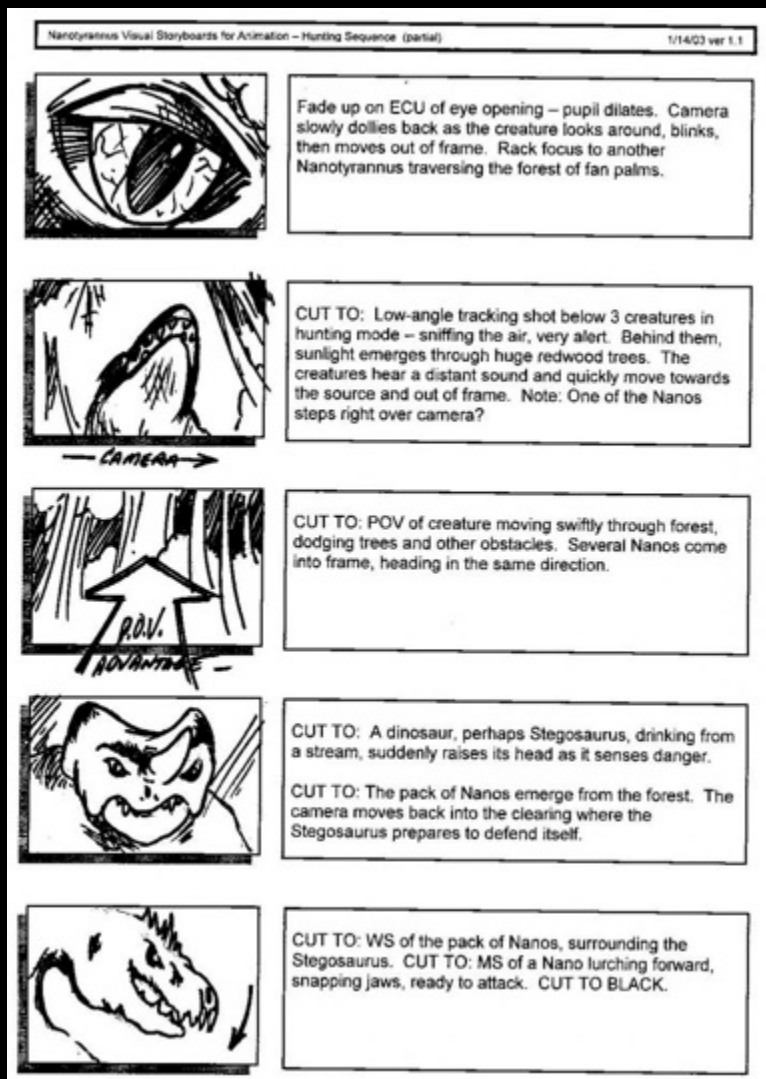 Nanotyrannus Visual Storyboards for Animation – Hunting Sequence (partial) 1/14/03 ver 1.1
Fade up on ECU of eye opening – pupil dilates. Camera
slowly dollies back as the creature looks around, blinks,
then moves out of frame. Rack focus to another
Nanotyrannus traversing the forest of fan palms.
CUT TO: Low-angle tracking shot below 3 creatures in
hunting mode – sniffing the air, very alert. Behind them,
sunlight emerges through huge redwood trees. The
creatures hear a distant sound and quickly move towards
the source and out of frame. Note: One of the Nanos
steps right over camera?
CAMERA
CUT TO: POV of creature moving swiftly through forest,
dodging trees and other obstacles. Several Nanos come
into frame, heading in the same direction.
P.O.V.
ADVANTAGE –
CUT TO: A dinosaur, perhaps Stegosaurus, drinking from
a stream, suddenly raises its head as it senses danger.
CUT TO: The pack of Nanos emerge from the forest. The
camera moves back into the clearing where the
Stegosaurus prepares to defend itself.
CUT TO: WS of the pack of Nanos, surrounding the
Stegosaurus. CUT TO: MS of a Nano lurching forward,
snapping jaws, ready to attack. CUT TO BLACK.